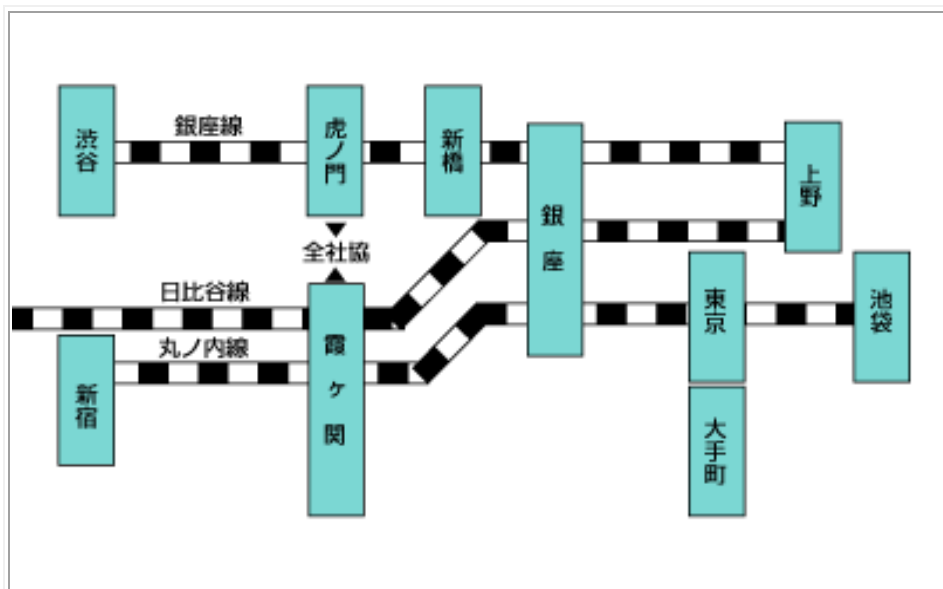 銀座線
渋谷
虎ノ門
新橋
銀座
上野
▼
全社協
▲
日比谷線
丸ノ内線
新宿
霞ヶ関
東京
池袋
大手町